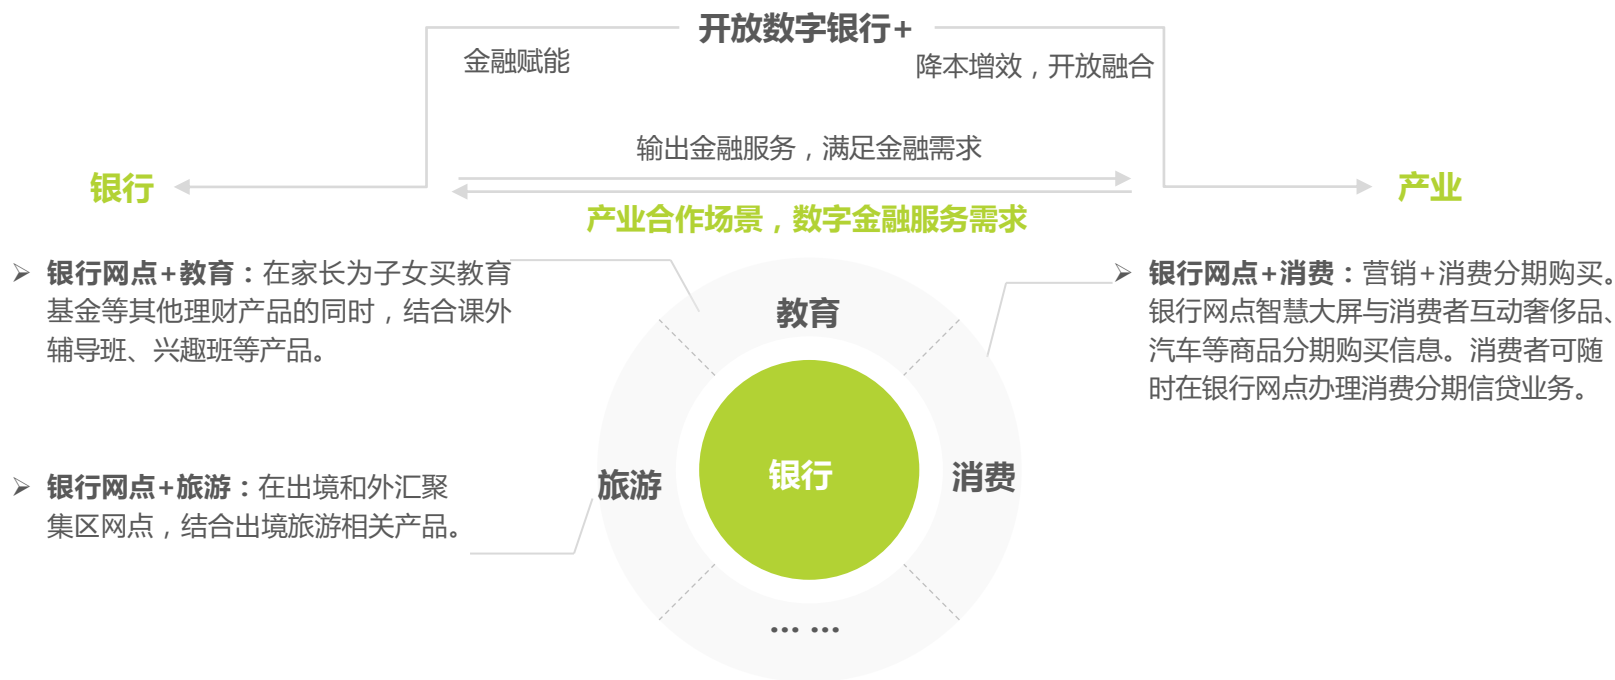 开放数字银行+
金融赋能
降本增效，开放融合
输出金融服务，满足金融需求
银行
产业
产业合作场景，数字金融服务需求
➢ 银行网点+教育：在家长为子女买教育
基金等其他理财产品的同时，结合课外
辅导班、兴趣班等产品。
➢ 银行网点+消费：营销+消费分期购买。
银行网点智慧大屏与消费者互动奢侈品、
汽车等商品分期购买信息。消费者可随
时在银行网点办理消费分期信贷业务。
教育
➢ 银行网点+旅游：在出境和外汇聚
集区网点，结合出境旅游相关产品。
旅游
银行
消费
... ...